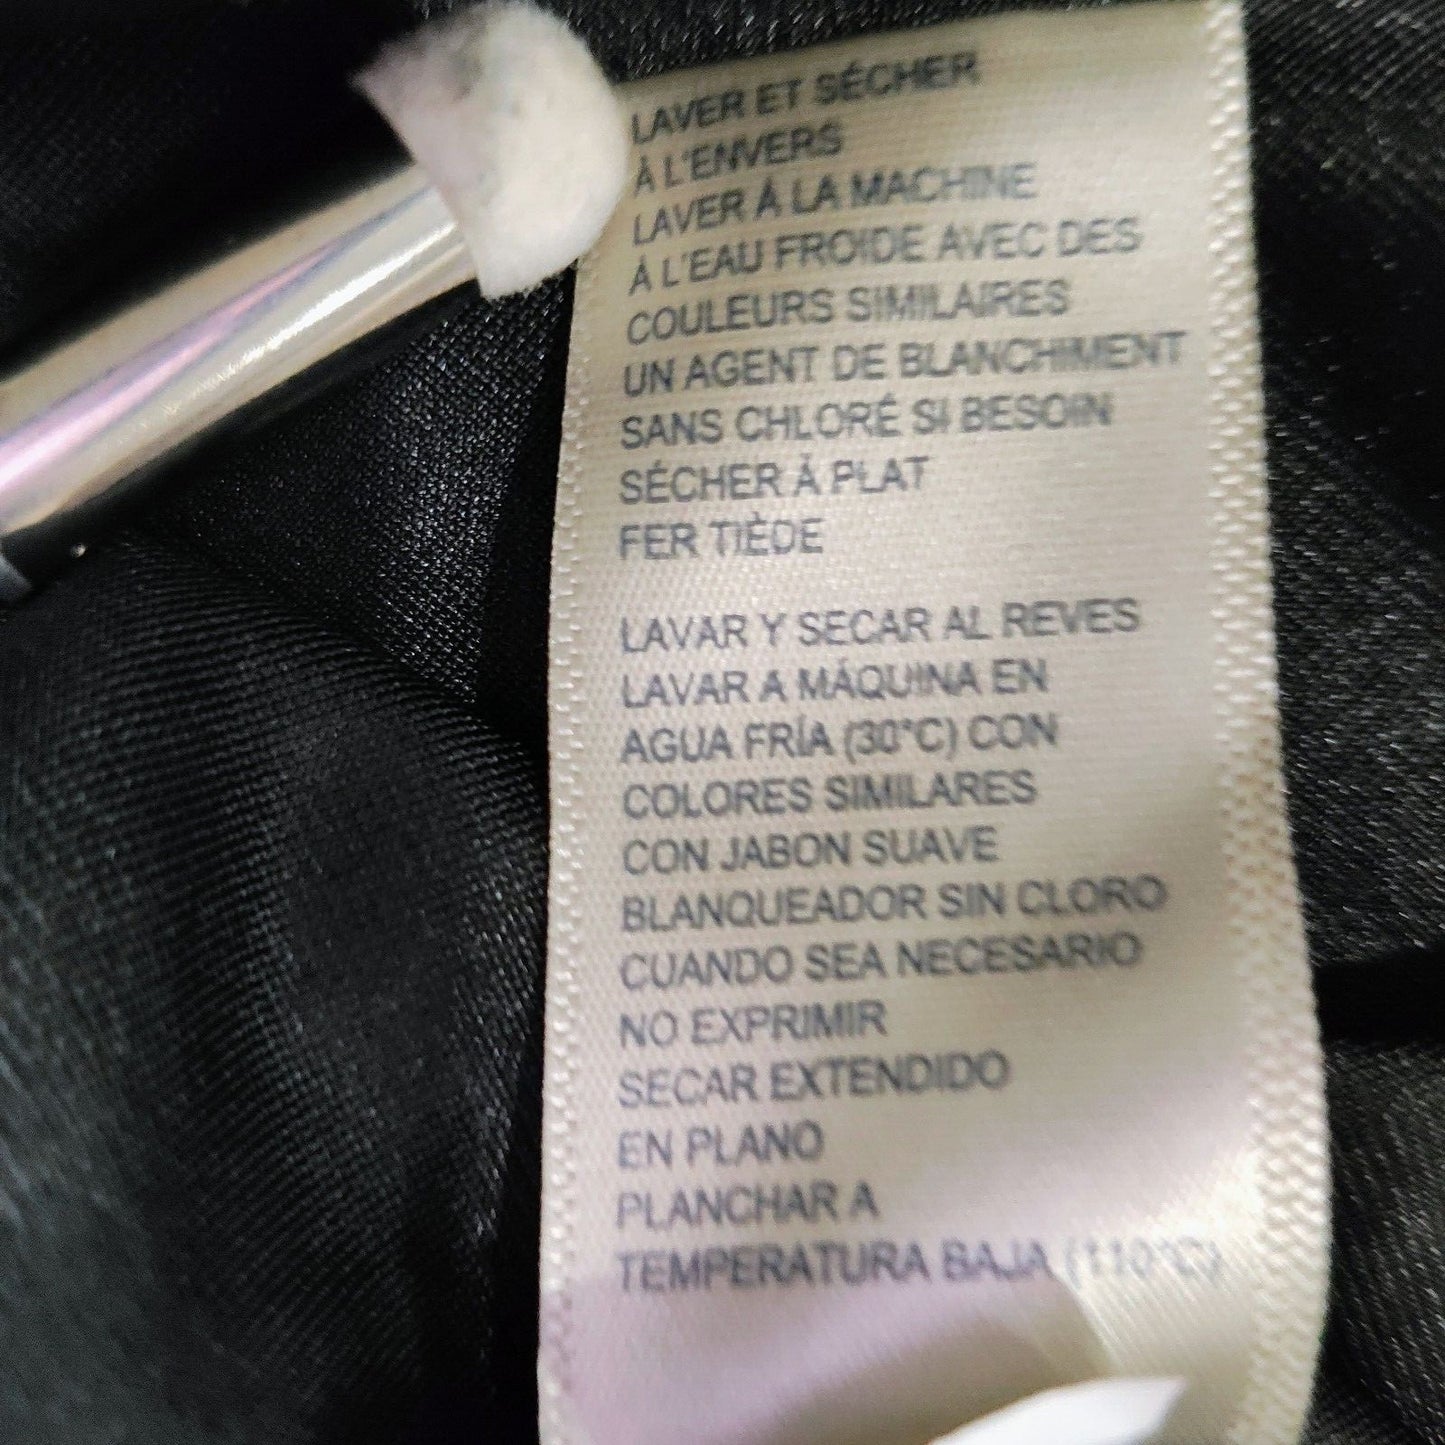 LAVER ET SÉCHER
À L'ENVERS
LAVER À LA MACHINE
À L'EAU FROIDE AVEC DES
COULEURS SIMILAIRES
UN AGENT DE BLANCHIMENT
SANS CHLORÉ SI BESOIN
SÉCHER À PLAT
FER TIÈDE
LAVAR Y SECAR AL REVES
LAVAR A MÁQUINA EN
AGUA FRÍA (30°C) CON
COLORES SIMILARES
CON JABON SUAVE
BLANQUEADOR SIN CLORO
CUANDO SEA NECESARIO
NO EXPRIMIR
SECAR EXTENDIDO
EN PLANO
PLANCHAR A
TEMPERATURA BAJA (110°C)